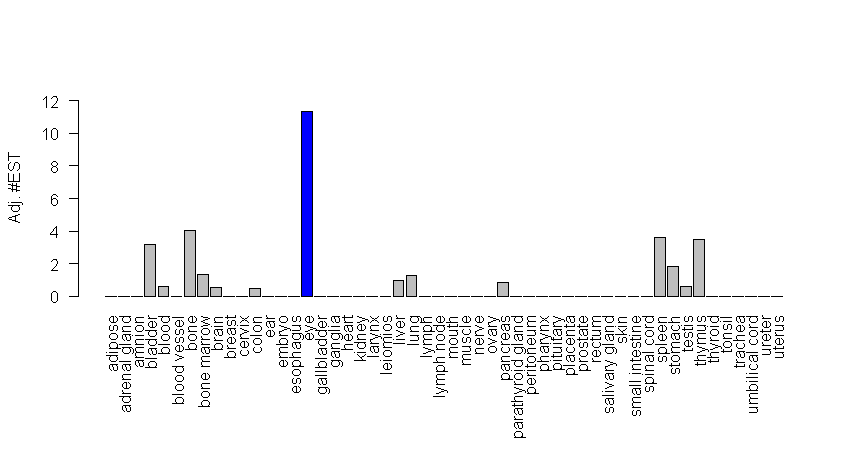 Adj. #EST
12
10
8
6
4
2
0
adipose
adrenal gland
amnion
bladder
blood
blood vessel
bone
bone marrow
brain
breast
cervix
colon
ear
embryo
esophagus
eye
gallbladder
ganglia
heart
kidney
larynx
leiomios
liver
lung
lymph
lymph node
mouth
muscle
nerve
ovary
pancreas
parathyroid gland
peritoneum
pharynx
pituitary
placenta
prostate
rectum
salivary gland
skin
small intestine
spinal cord
spleen
stomach
testis
thymus
thyroid
tonsil
trachea
umbilical cord
ureter
uterus